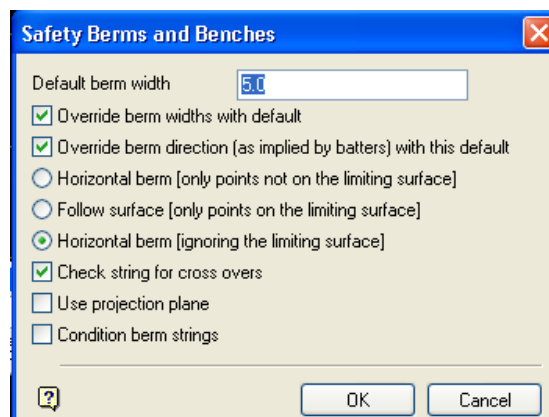 Safety Berms and Benches
Default berm width 5.0
Override berm widths with default
Override berm direction (as implied by batters) with this default
Horizontal berm [only points not on the limiting surface]
Follow surface [only points on the limiting surface]
Horizontal berm [ignoring the limiting surface]
Check string for cross overs
Use projection plane
Condition berm strings
? OK Cancel